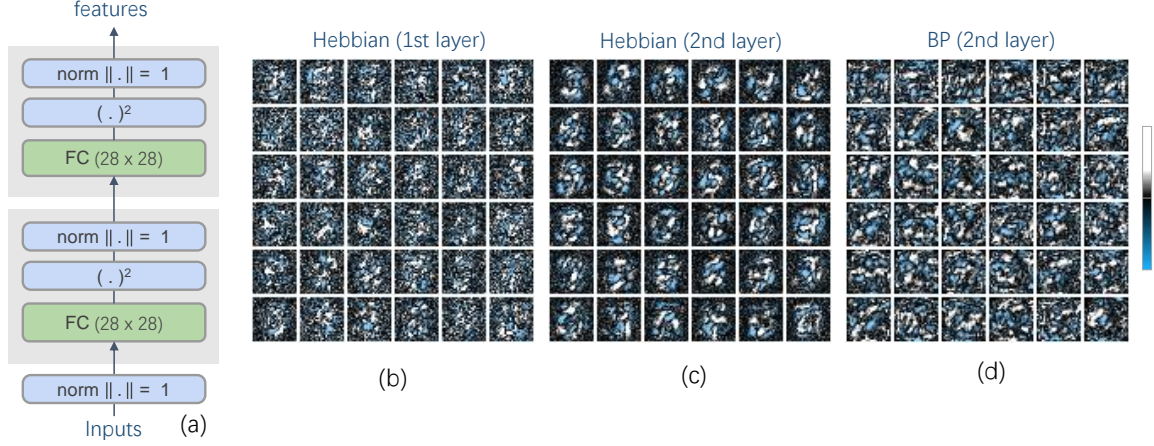 features
norm || . || = 1
( . )²
FC (28 x 28)
norm || . || = 1
( . )²
FC (28 x 28)
norm || . || = 1
Inputs
(a)
Hebbian (1st layer)
(b)
Hebbian (2nd layer)
(c)
BP (2nd layer)
(d)